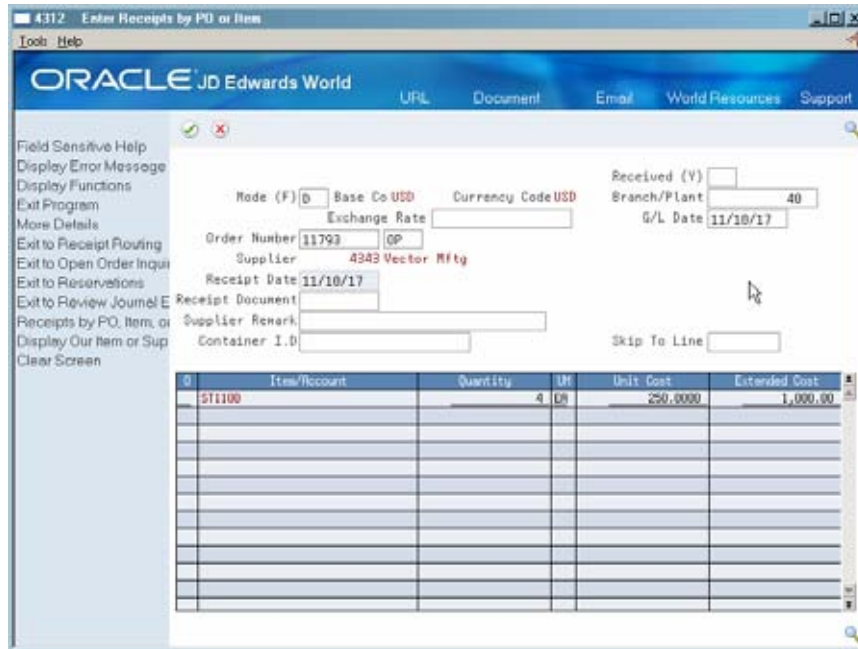 4312 Enter Receipts by PO or Item
Tools Help
ORACLE JD Edwards World
URL Document Email World Resources Support
Field Sensitive Help
Display Error Message
Display Functions
Exit Program
More Details
Exit to Receipt Routing
Exit to Open Order Inqui
Exit to Reservations
Exit to Review Journal E
Receipts by PO, Item, o
Display Our Item or Sup
Clear Screen
Received (Y)
Mode (F) D Base Co USD Currency Code USD Branch/Plant 40
Exchange Rate G/L Date 11/10/17
Order Number 11793 OP
Supplier 4343 Vector Mftg
Receipt Date 11/10/17
Receipt Document
Supplier Remark
Container I.D Skip To Line
O Item/Account Quantity UM Unit Cost Extended Cost
ST1100 4 EA 250.0000 1,000.00